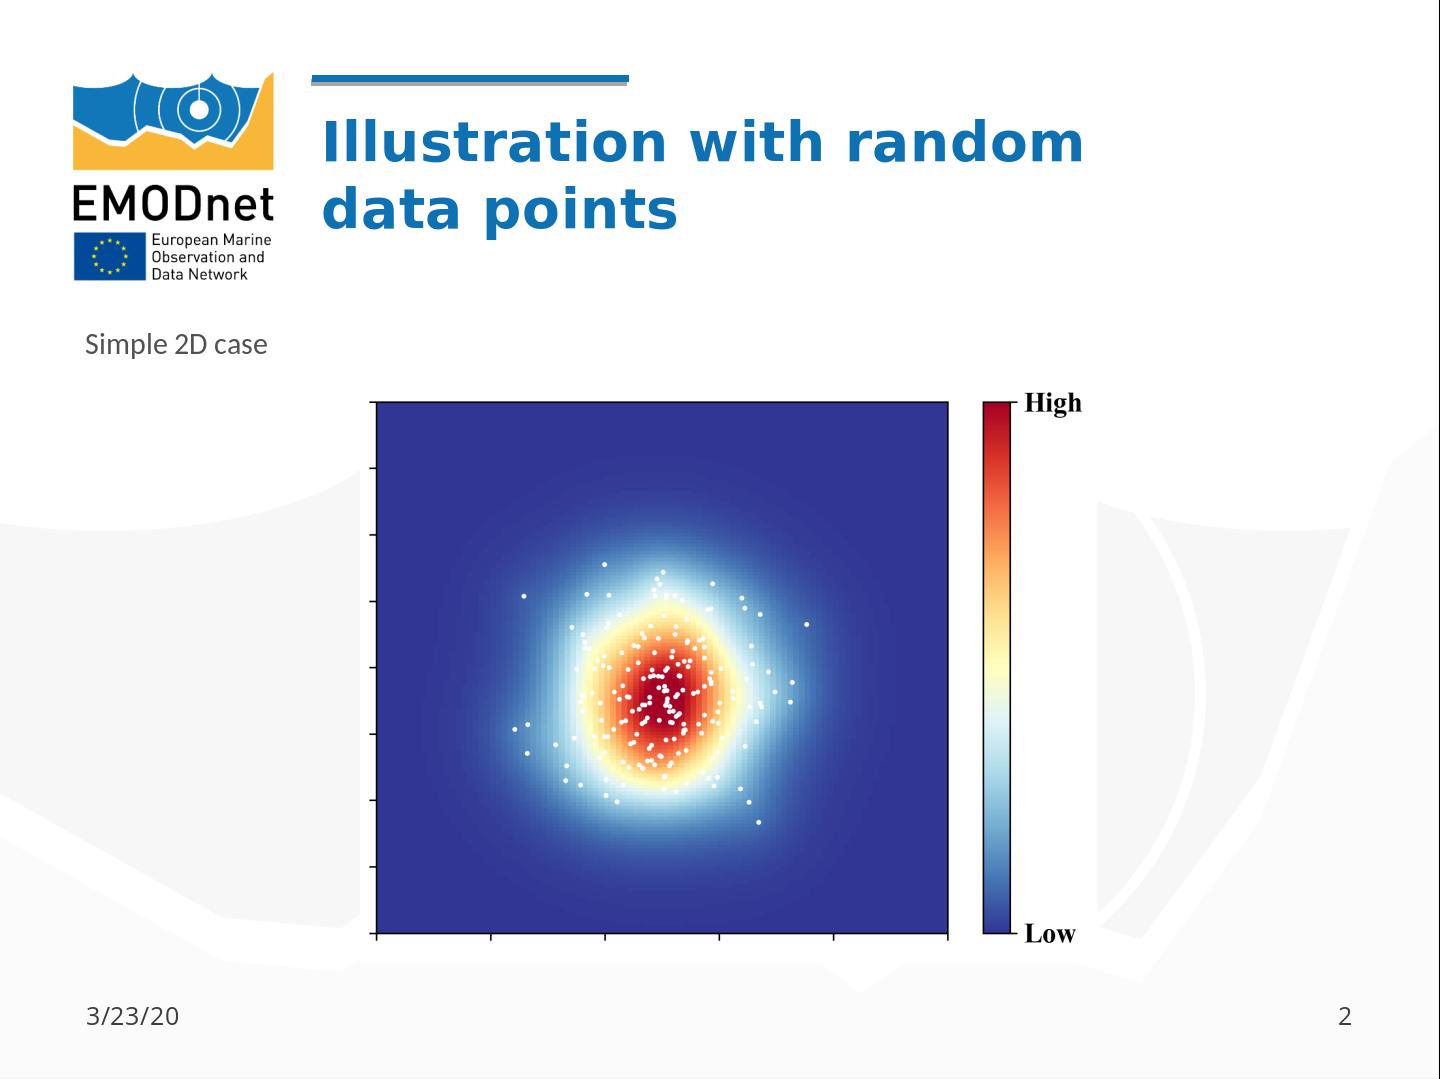 Illustration with random
data points
EMODnet
European Marine
Observation and
Data Network
Simple 2D case
High
Low
3/23/20
2